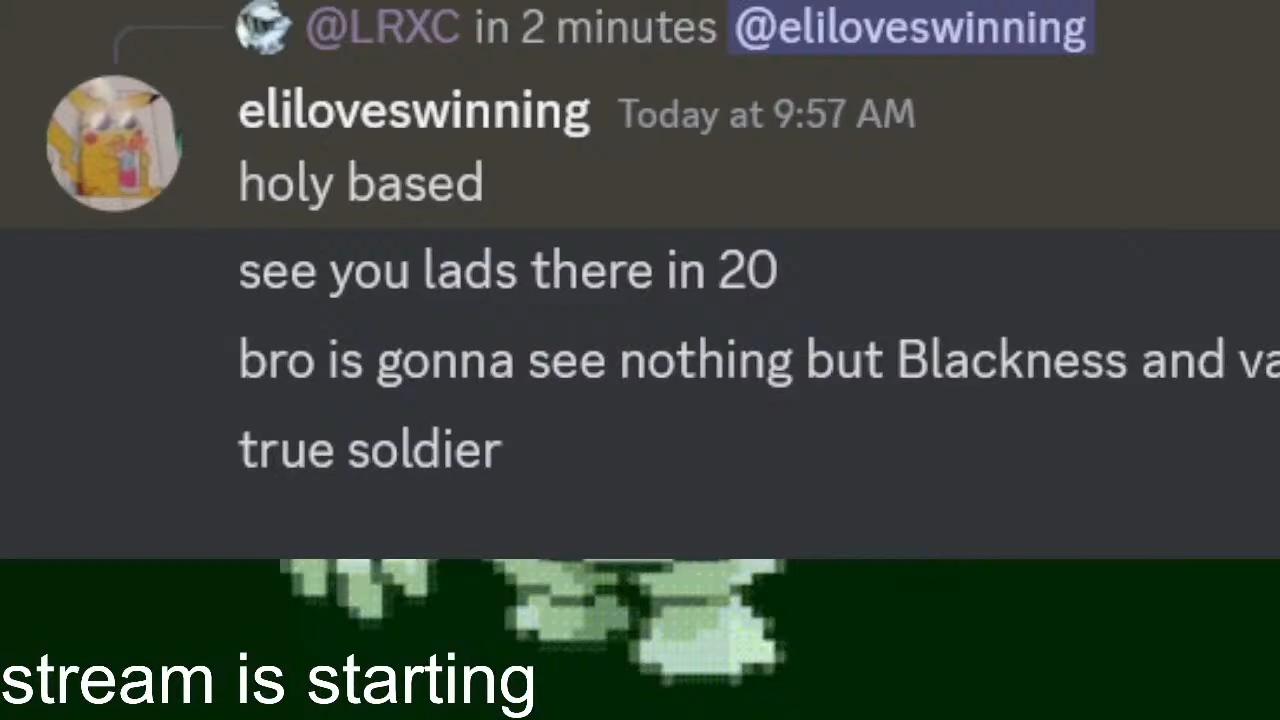 @LRXC in 2 minutes @eliloveswinning
eliloveswinning Today at 9:57 AM
holy based
see you lads there in 20
bro is gonna see nothing but Blackness and
true soldier
stream is starting